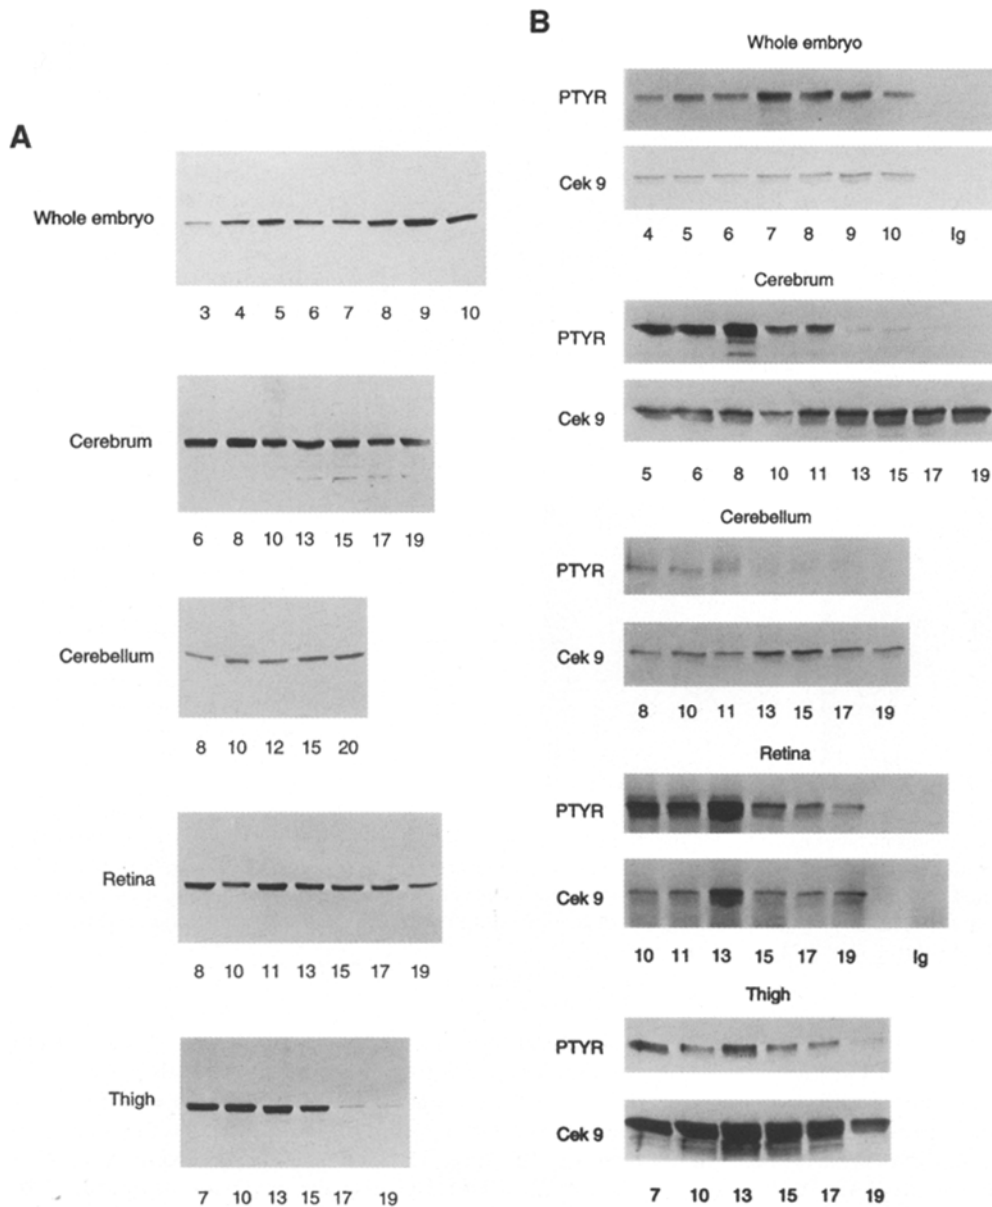 A
Whole embryo
3 4 5 6 7 8 9 10
Cerebrum
6 8 10 13 15 17 19
Cerebellum
8 10 12 15 20
Retina
8 10 11 13 15 17 19
Thigh
7 10 13 15 17 19
B
Whole embryo
PTYR
Cek 9
4 5 6 7 8 9 10 Ig
Cerebrum
PTYR
Cek 9
5 6 8 10 11 13 15 17 19
Cerebellum
PTYR
Cek 9
8 10 11 13 15 17 19
Retina
PTYR
Cek 9
10 11 13 15 17 19 Ig
Thigh
PTYR
Cek 9
7 10 13 15 17 19